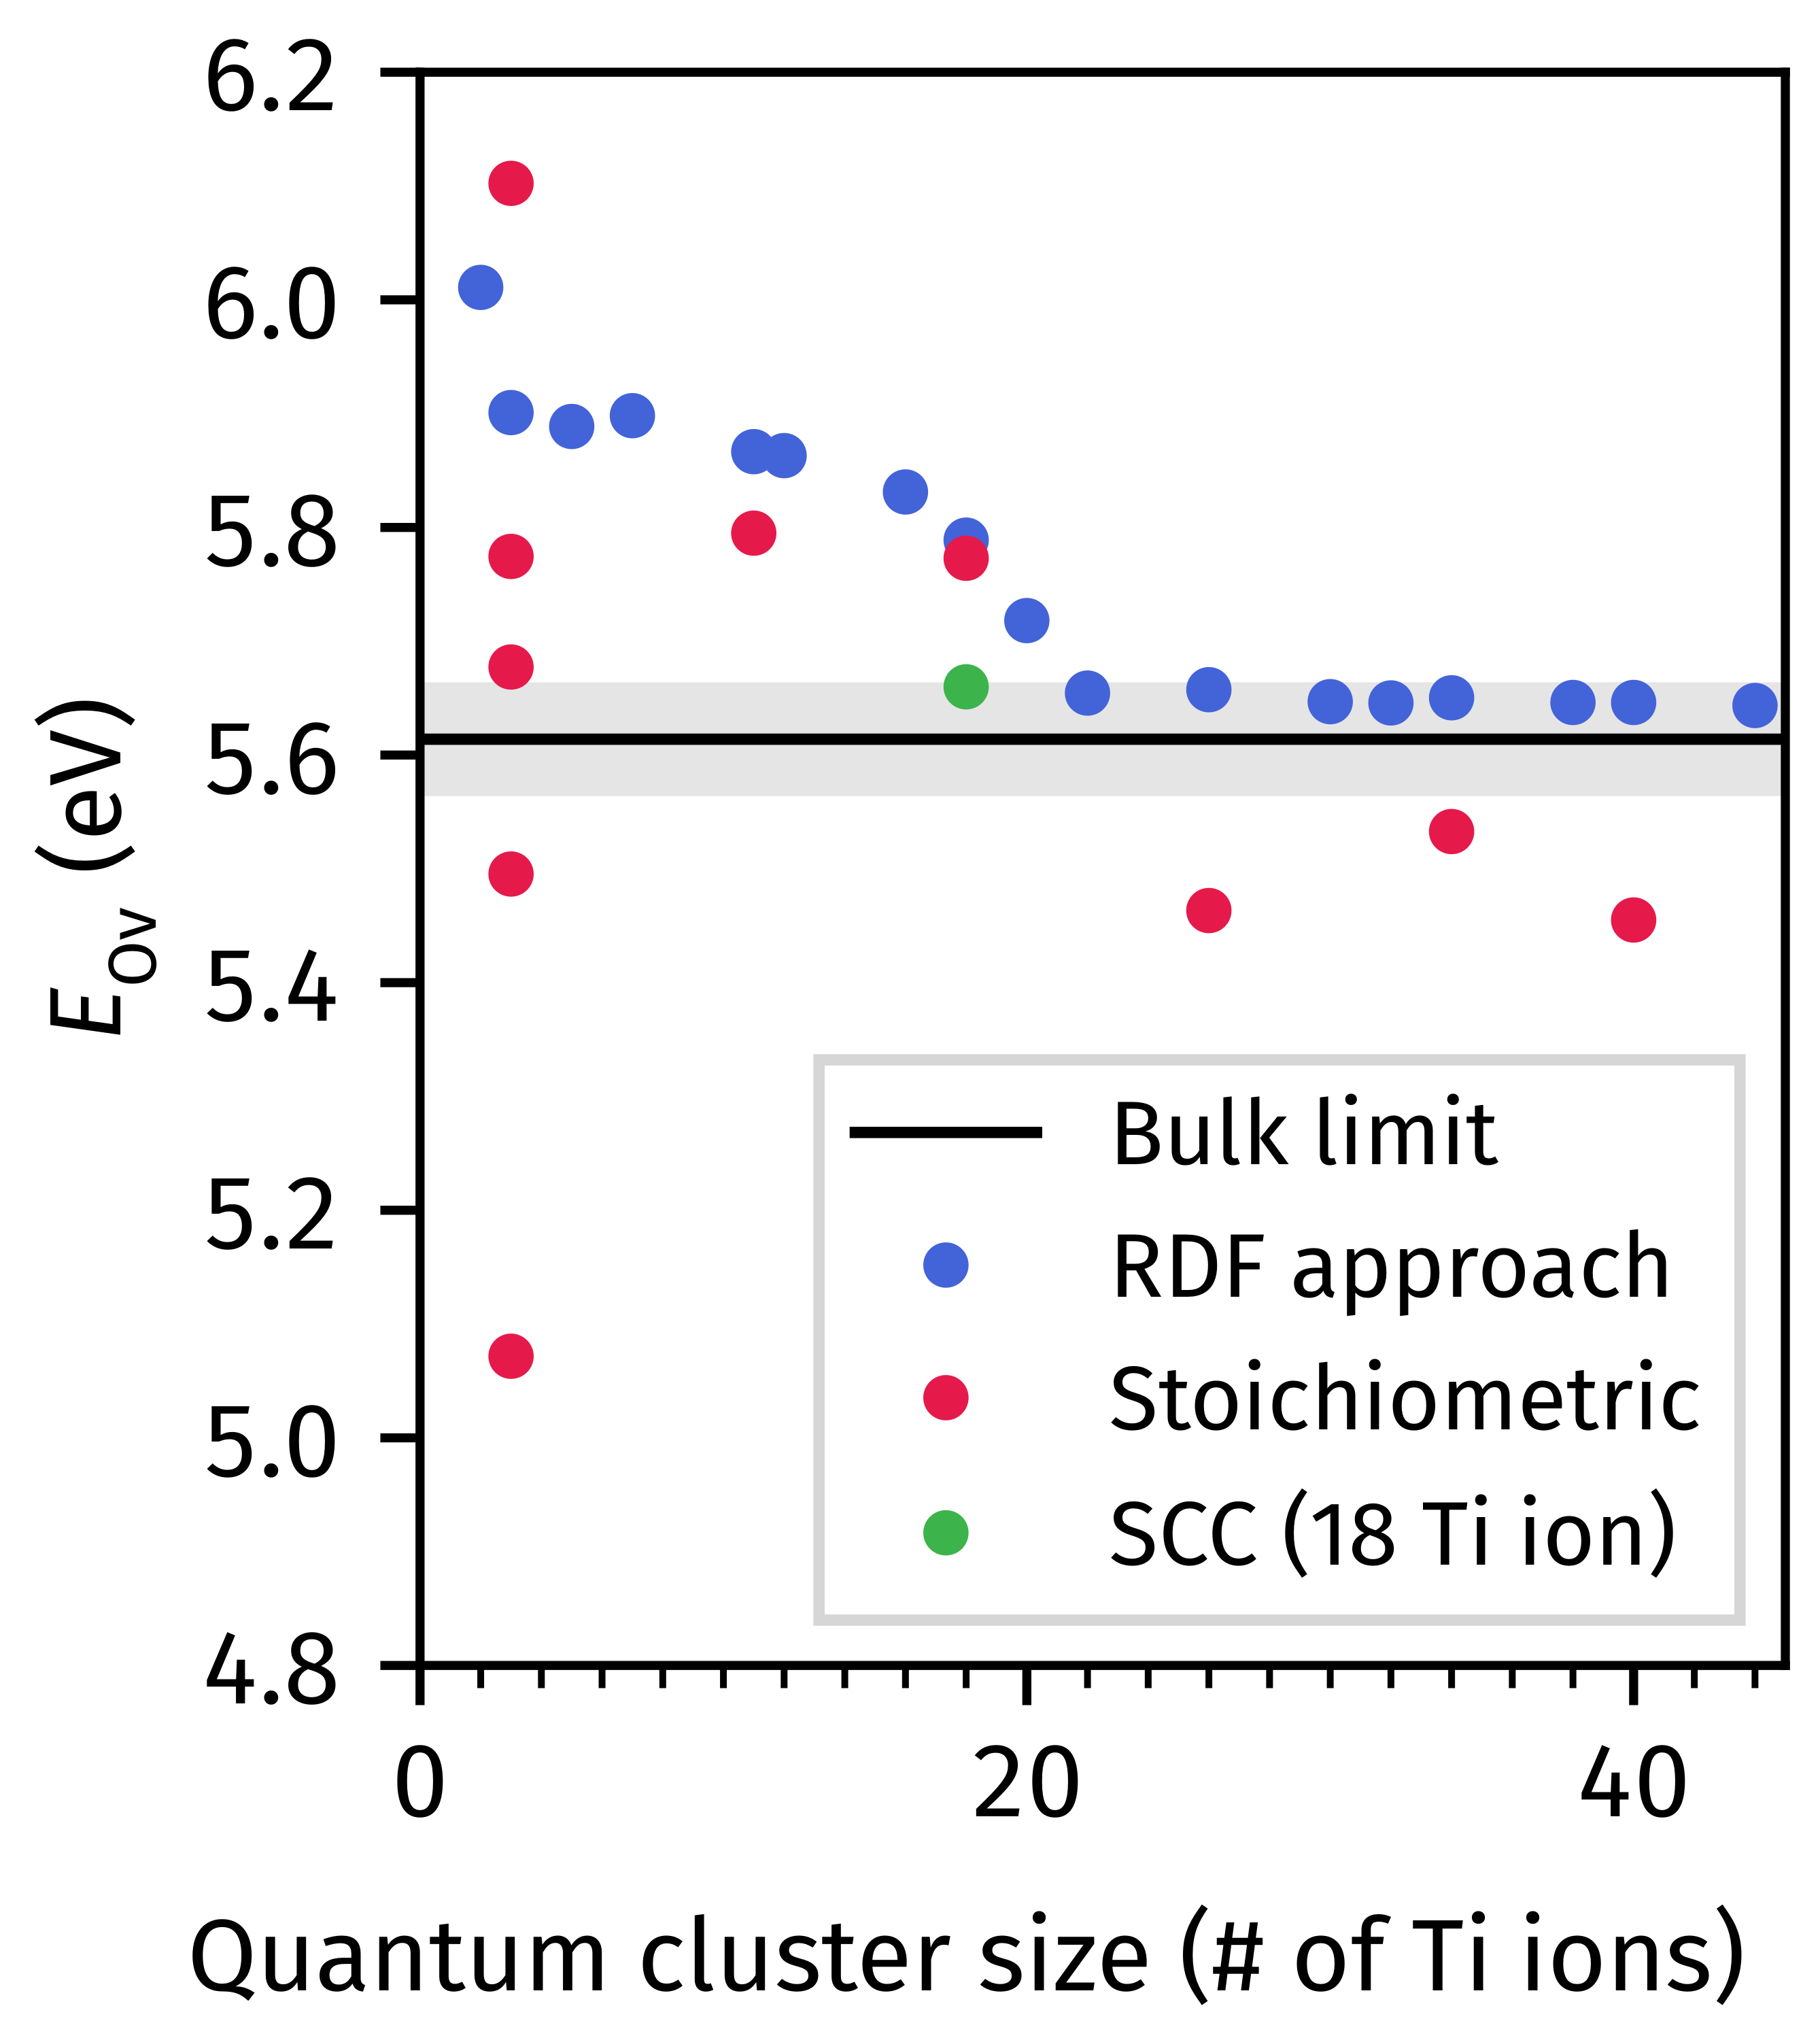 6.2
6.0
5.8
5.6
5.4
5.2
5.0
4.8
E_Ov (eV)
Bulk limit
RDF approach
Stoichiometric
SCC (18 Ti ion)
0 20 40
Quantum cluster size (# of Ti ions)